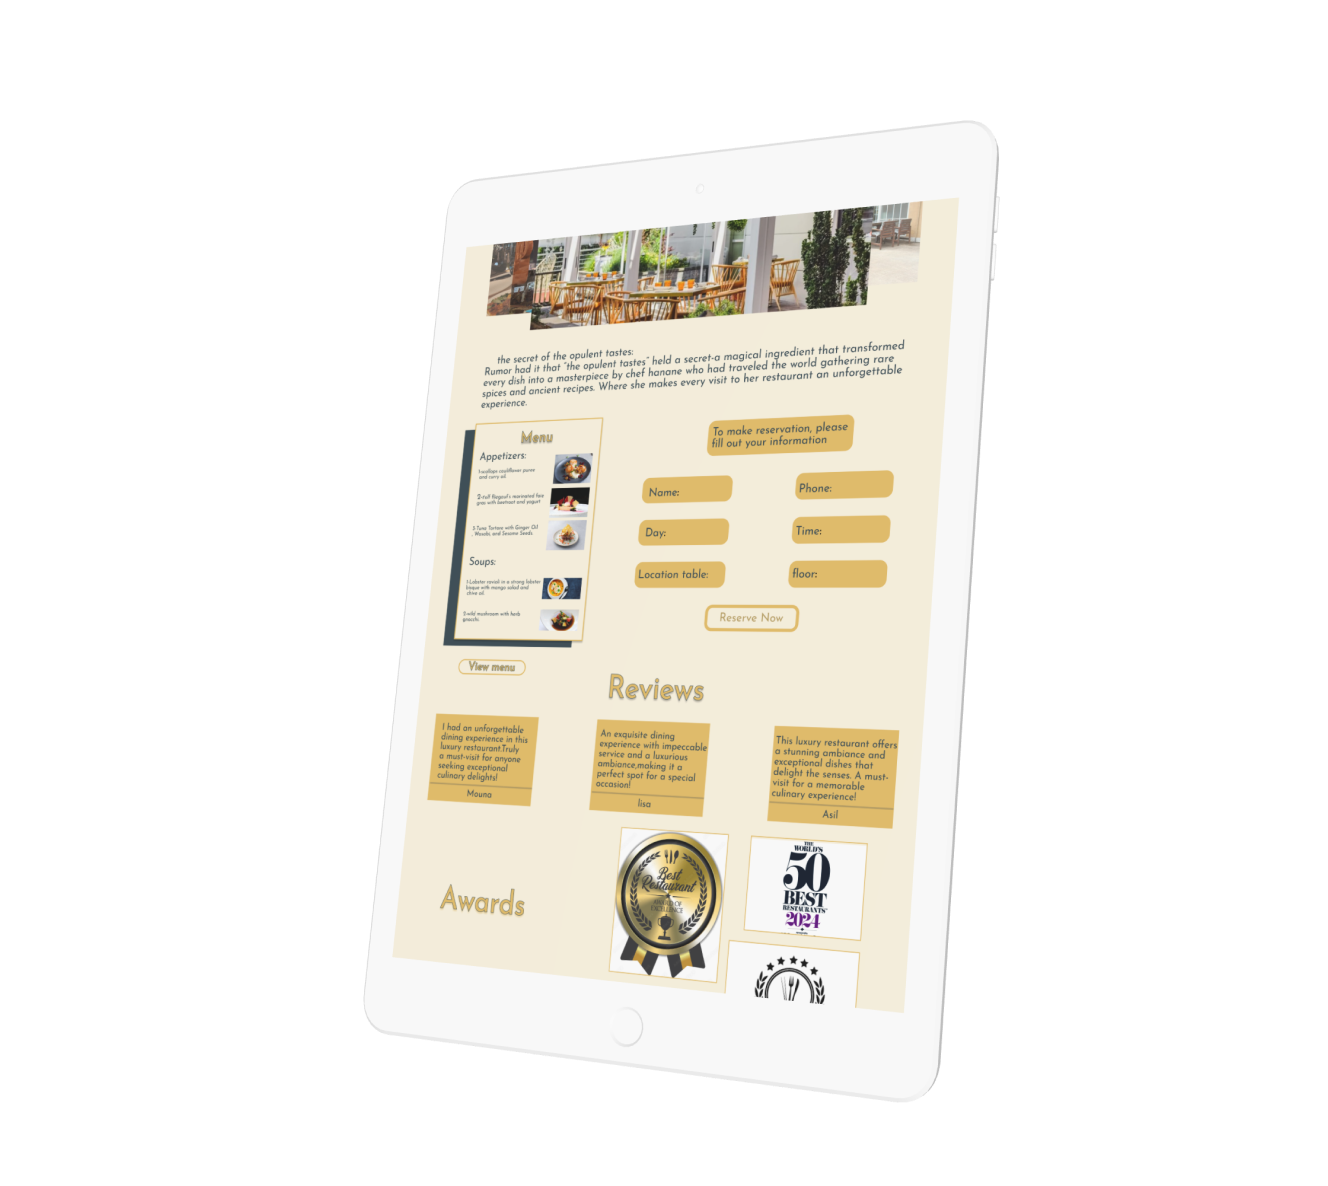 the secret of the opulent tastes:
Rumor had it that "the opulent tastes" held a secret-a magical ingredient that transformed
every dish into a masterpiece by chef hanane who had traveled the world gathering rare
spices and ancient recipes. Where she makes every visit to her restaurant an unforgettable
experience.
Menu
Appetizers:
1-scallops cauliflower puree
and curry oil
marinated foie
gras with beetroot and yogurt
3-Tuna Tartare with Ginger Oil
, Wasabi and Sesame Seeds
Soups:
1-Lobster ravioli in a strong lobster
bisque with mango salad and
chive oil
2-wild mushroom with herb
gnocchi
View menu
To make reservation, please
fill out your information
Name:
Phone:
Day:
Time:
Location table:
floor:
Reserve Now
Reviews
I had an unforgettable
dining experience in this
luxury restaurant.Truly
a must-visit for anyone
seeking exceptional
culinary delights!
Mouna
An exquisite dining
experience with impeccable
service and a luxurious
ambiance,making it a
perfect spot for a special
occasion!
lisa
This luxury restaurant offers
a stunning ambiance and
exceptional dishes that
delight the senses. A must-
visit for a memorable
culinary experience!
Asil
Awards
Best
Restaurant
AWARD OF
EXCELLENCE
THE
WORLD'S
50
BEST
RESTAURANTS
2024